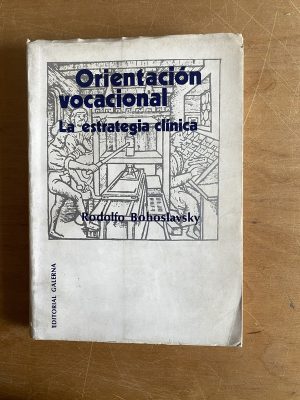 Orientación
vocacional
La estrategia clínica
Rodolfo Bohoslavsky
EDITORIAL GALERNA